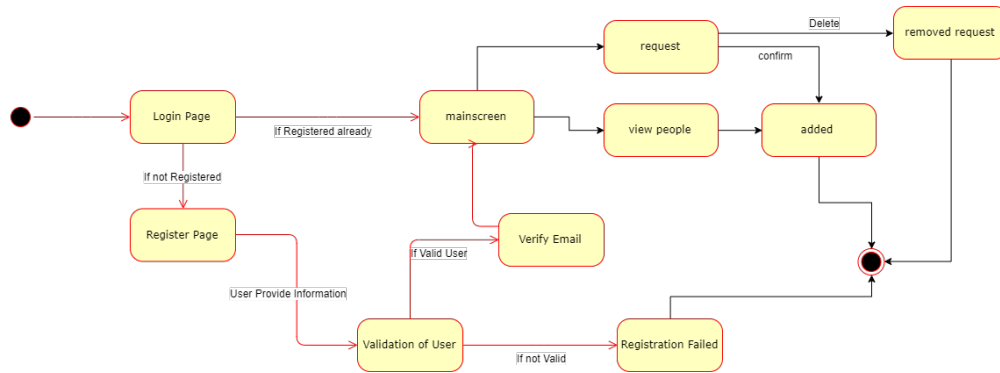 Delete
removed request
request
confirm
Login Page
If Registered already
mainscreen
view people
added
If not Registered
Register Page
If Valid User
Verify Email
User Provide Information
Validation of User
If not Valid
Registration Failed